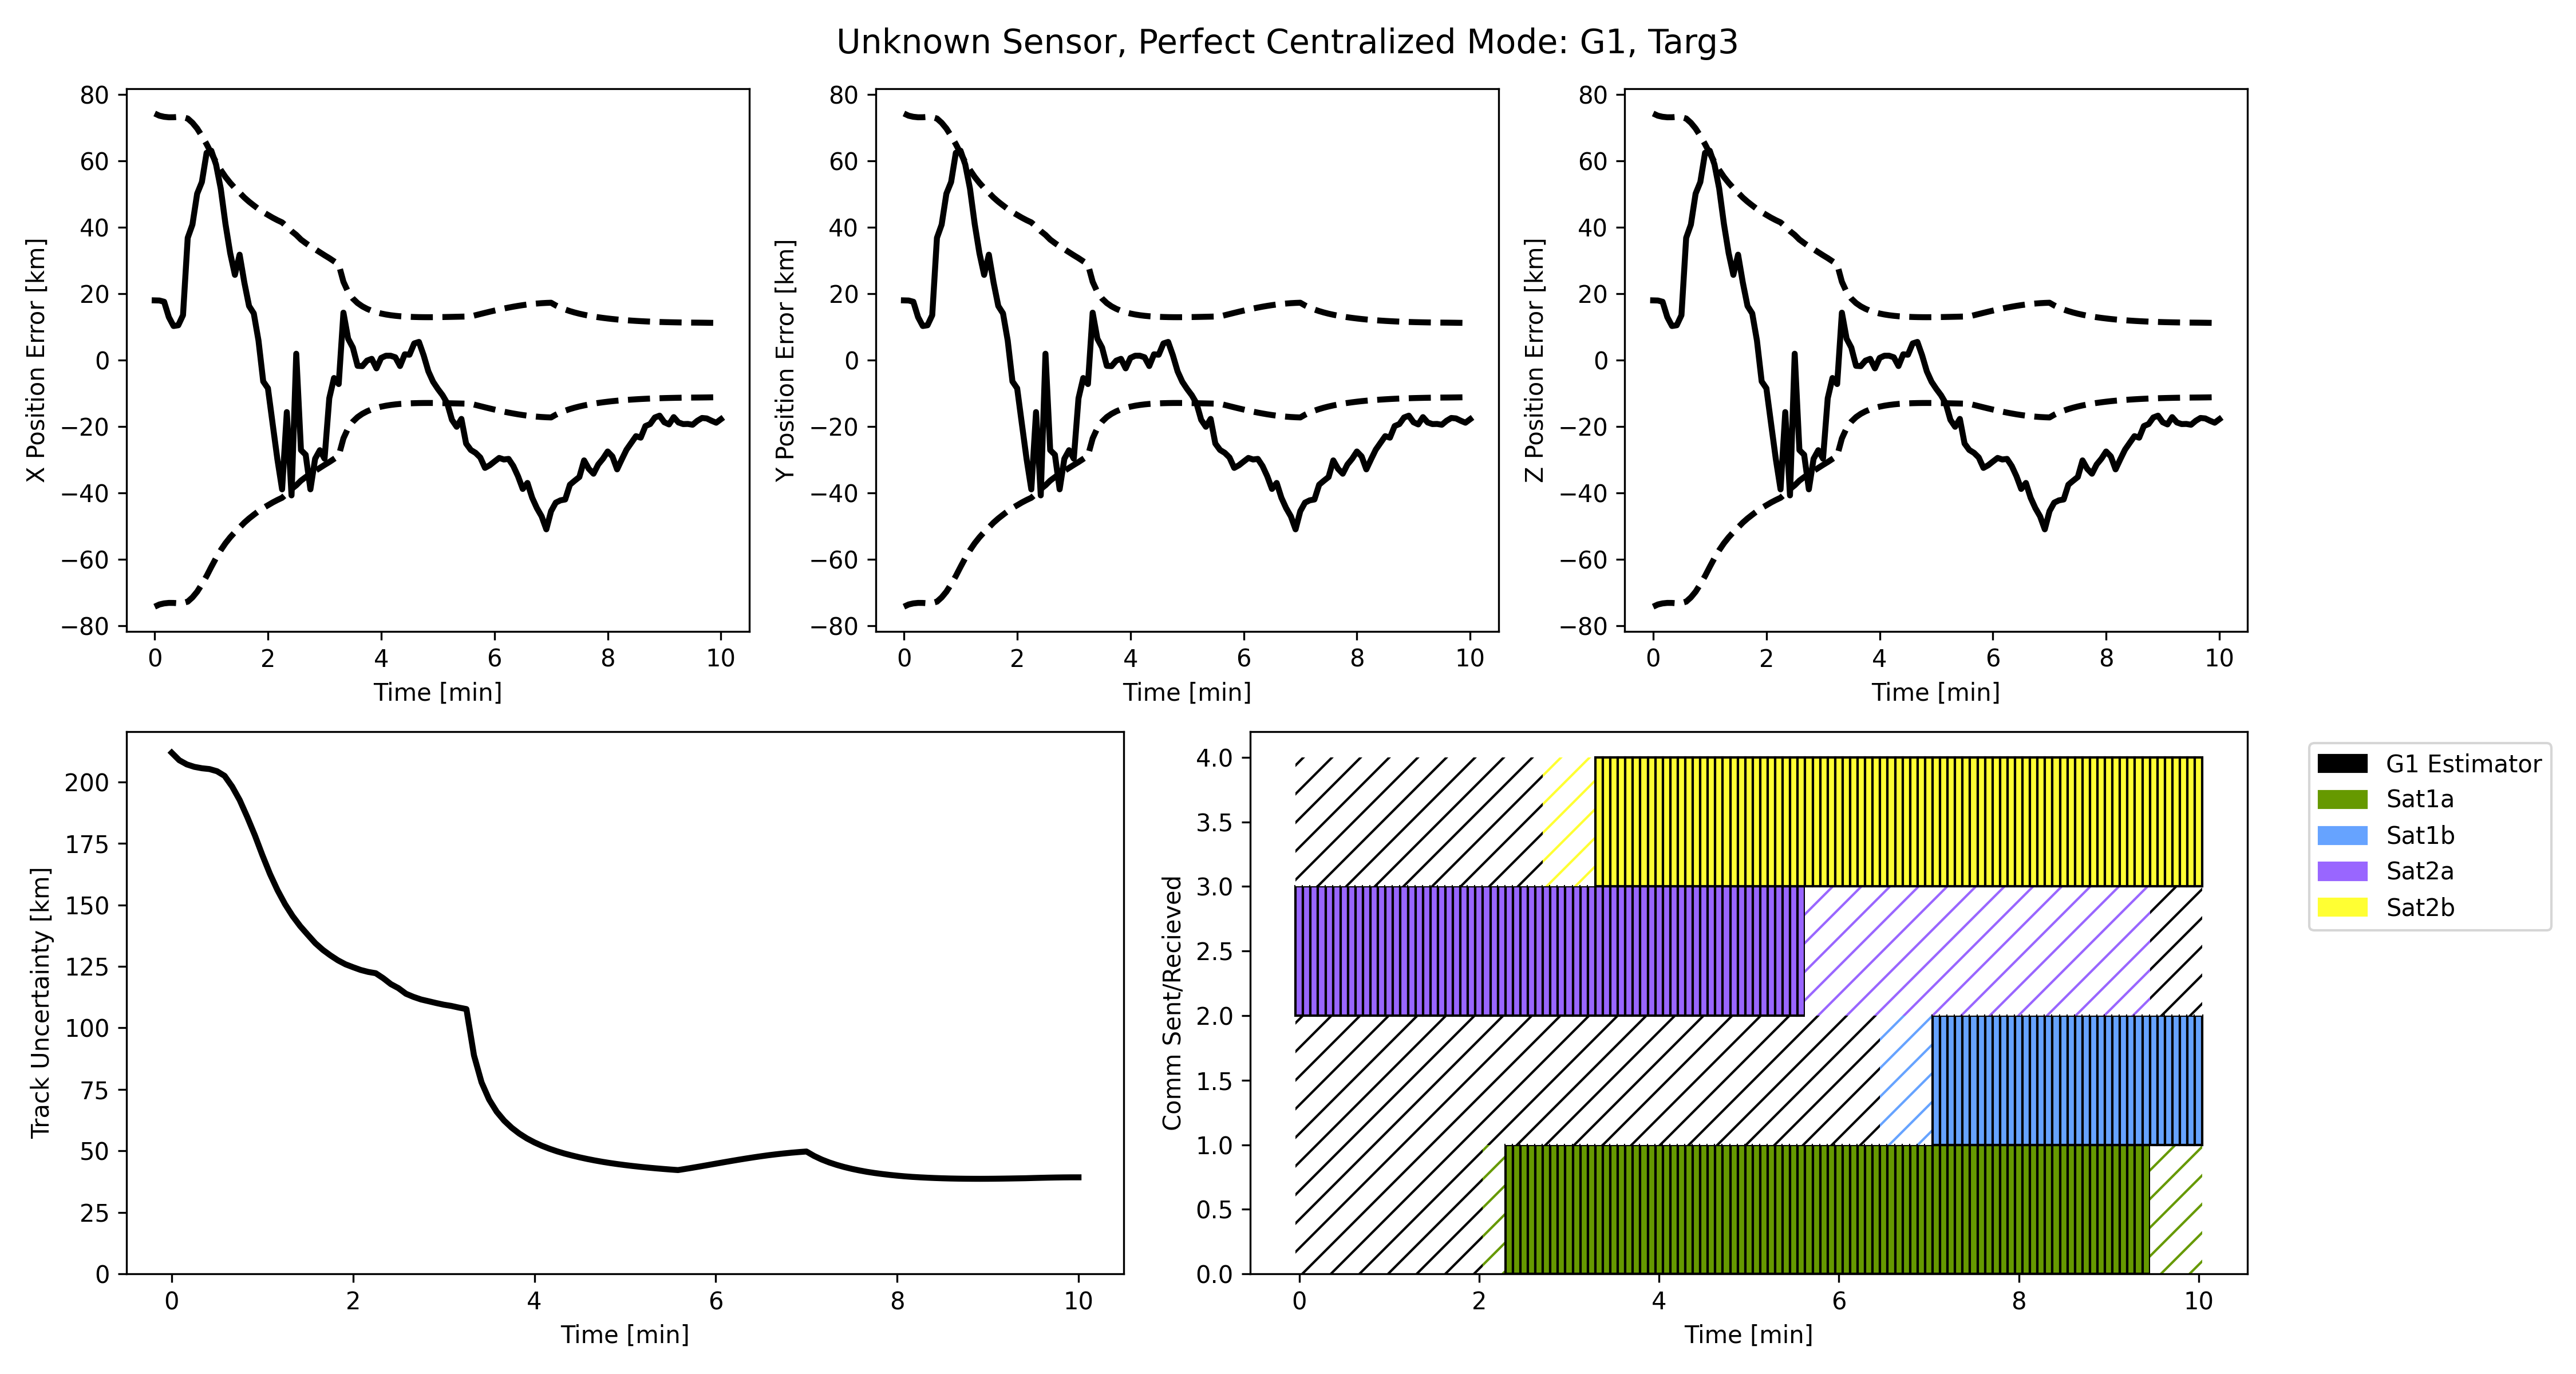 Unknown Sensor, Perfect Centralized Mode: G1, Targ3
80
60
40
20
0
−20
−40
−60
−80
X Position Error [km]
0 2 4 6 8 10
Time [min]
80
60
40
20
0
−20
−40
−60
−80
Y Position Error [km]
0 2 4 6 8 10
Time [min]
80
60
40
20
0
−20
−40
−60
−80
Z Position Error [km]
0 2 4 6 8 10
Time [min]
200
175
150
125
100
75
50
25
0
Track Uncertainty [km]
0 2 4 6 8 10
Time [min]
4.0
3.5
3.0
2.5
2.0
1.5
1.0
0.5
0.0
Comm Sent/Recieved
0 2 4 6 8 10
Time [min]
G1 Estimator
Sat1a
Sat1b
Sat2a
Sat2b